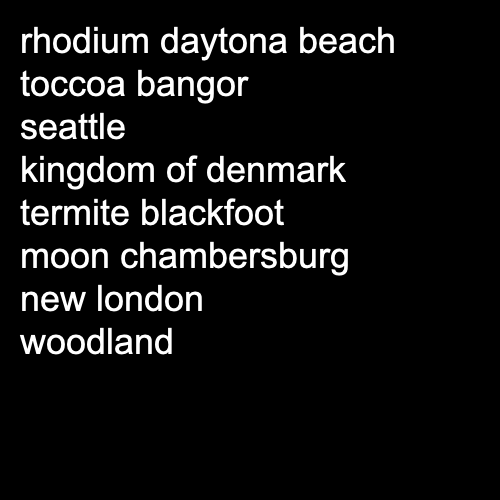 rhodium daytona beach
toccoa bangor
seattle
kingdom of denmark
termite blackfoot
moon chambersburg
new london
woodland